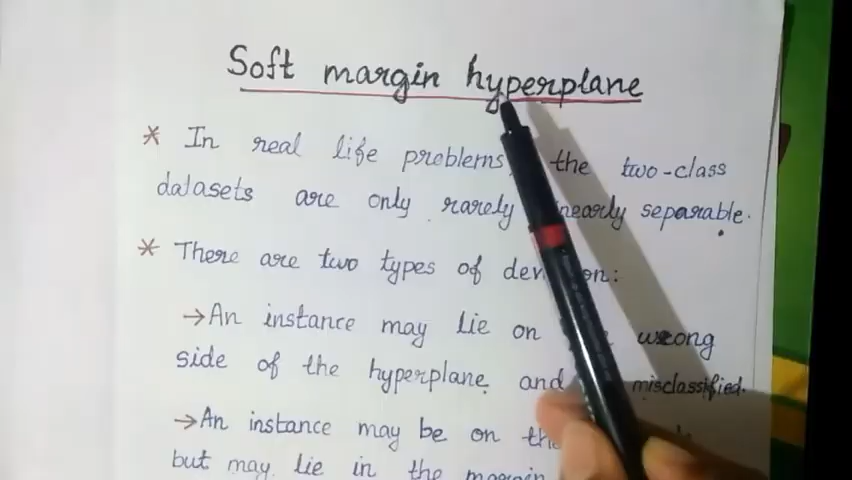 Soft margin hyperplane
* In real life problems, the two-class
datasets are only rarely separable.
* There are two types of
→ An instance may lie on wrong
side of the hyperplane and misclassified.
→ An instance may be on
but may lie in the margin